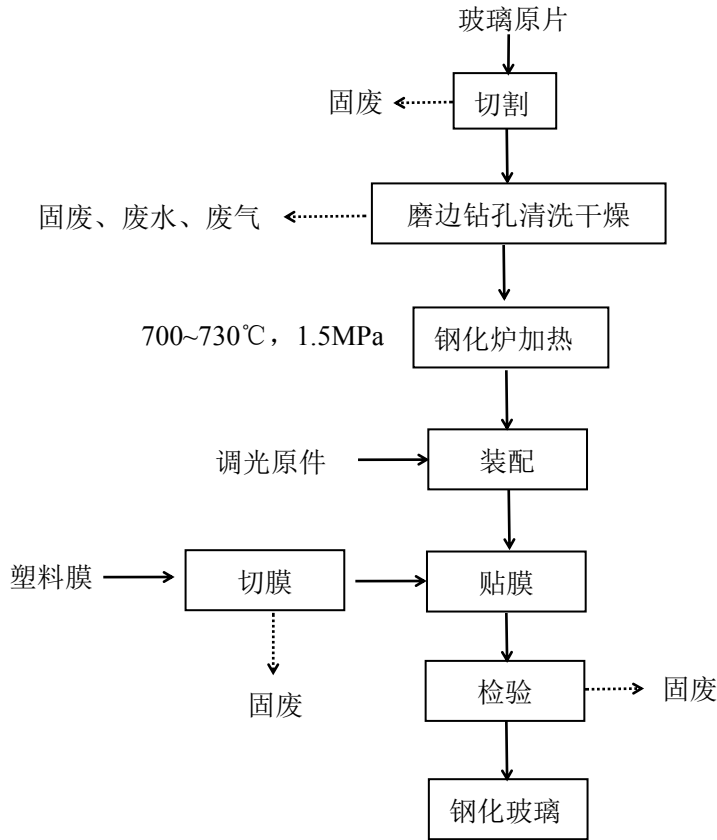 玻璃原片
固废
切割
固废、废水、废气
磨边钻孔清洗干燥
700~730℃，1.5MPa
钢化炉加热
调光原件
装配
塑料膜
切膜
贴膜
固废
检验
固废
钢化玻璃